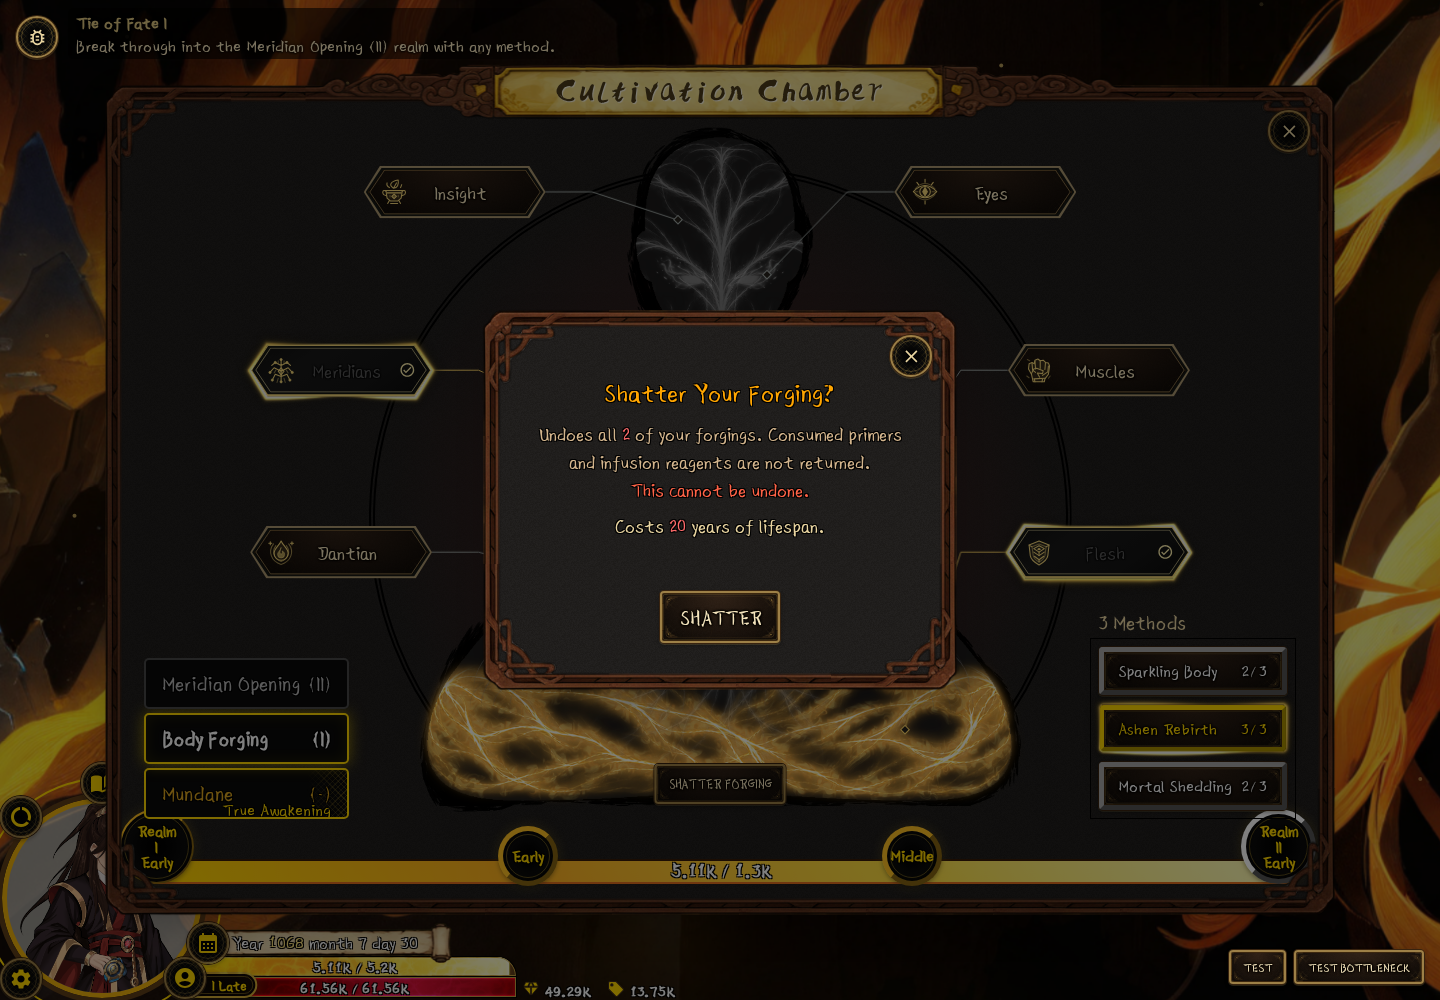 Tie of Fate I
Break through into the Meridian Opening (II) realm with any method.
Cultivation Chamber
Insight
Eyes
Meridians
Muscles
Shatter Your Forging?
Undoes all 2 of your forgings. Consumed primers
and infusion reagents are not returned.
This cannot be undone.
Costs 20 years of lifespan.
SHATTER
Dantian
Flesh
3 Methods
Sparkling Body 2/3
Ashen Rebirth 3/3
Mortal Shedding 2/3
Meridian Opening (II)
Body Forging (I)
Mundane (-)
True Awakening
SHATTER FORGING
Realm
I
Early
Early
Middle
Realm
II
Early
5.11K / 1.3K
Year 1068 month 7 day 30
5.11K / 5.2K
I Late
61.56K / 61.56K
49.29K
13.75K
TEST
TEST BOTTLENECK